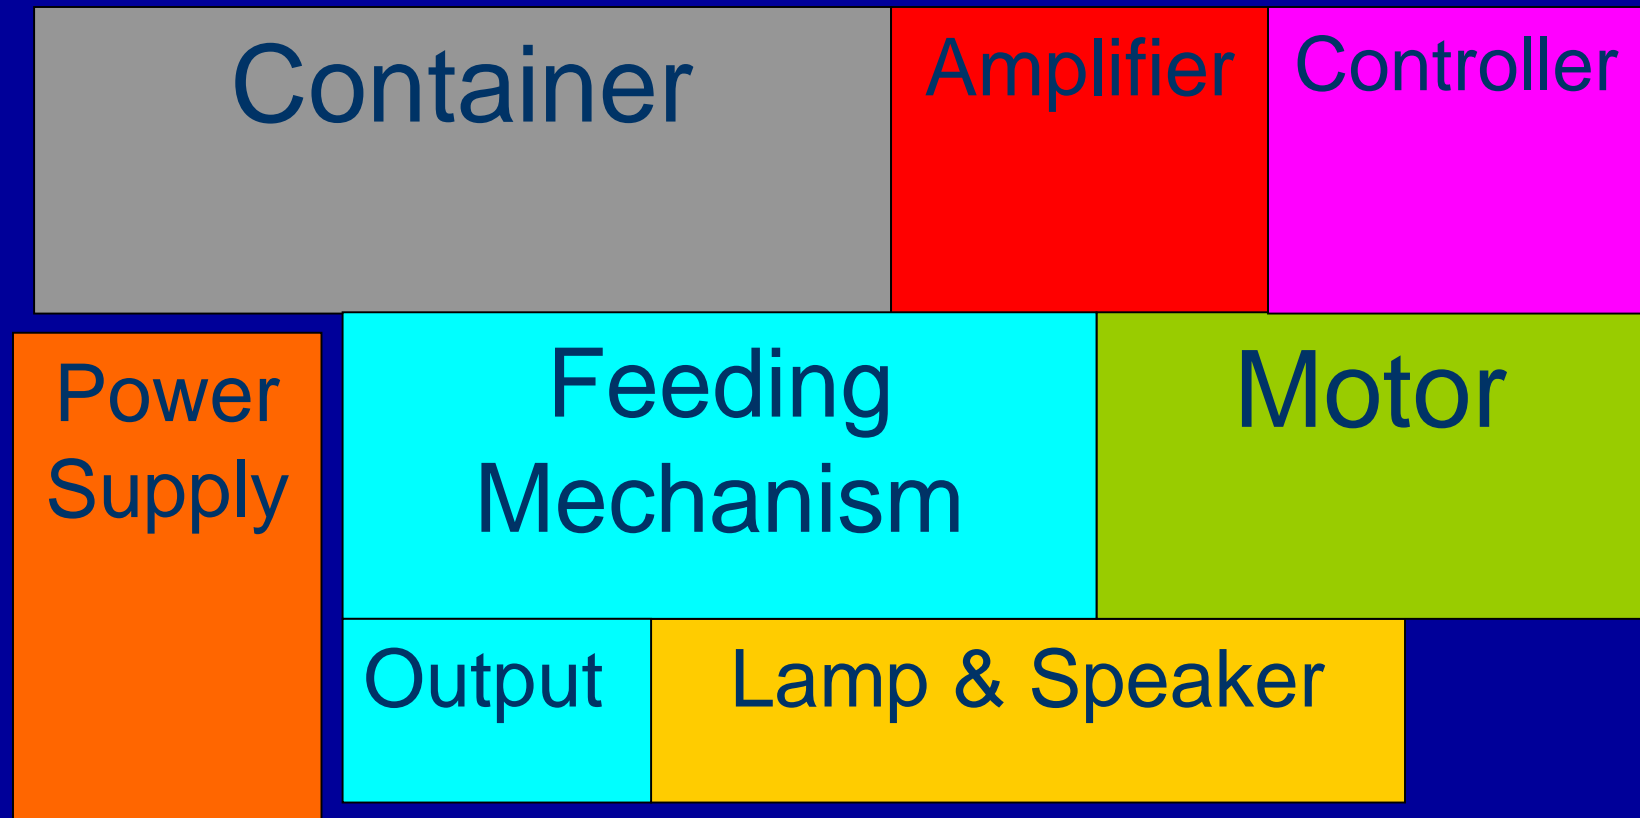 Container
Amplifier
Controller
Power
Supply
Feeding
Mechanism
Motor
Output
Lamp & Speaker